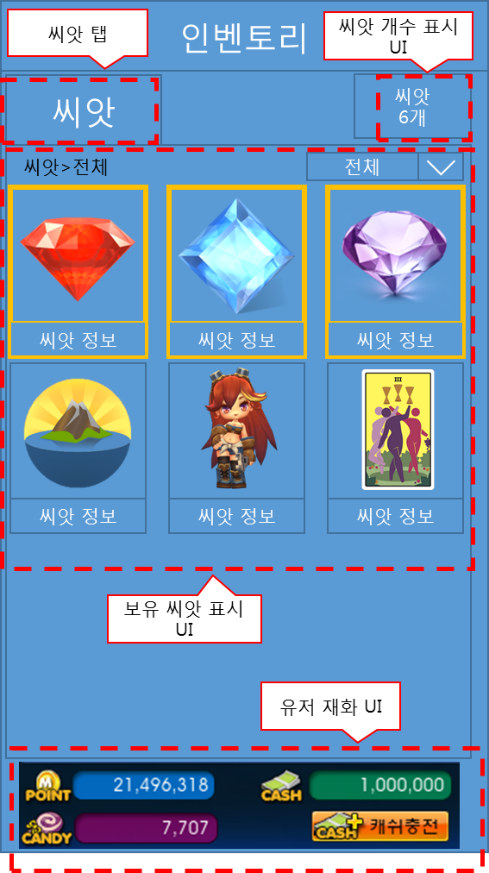 씨앗 탭
인벤토리
씨앗 개수 표시
UI
씨앗
씨앗
6개
씨앗>전체
전체
씨앗 정보
씨앗 정보
씨앗 정보
III
씨앗 정보
씨앗 정보
씨앗 정보
보유 씨앗 표시
UI
유저 재화 UI
M
POINT
21,496,318
CASH
1,000,000
CANDY
7,707
CASH
캐쉬충전